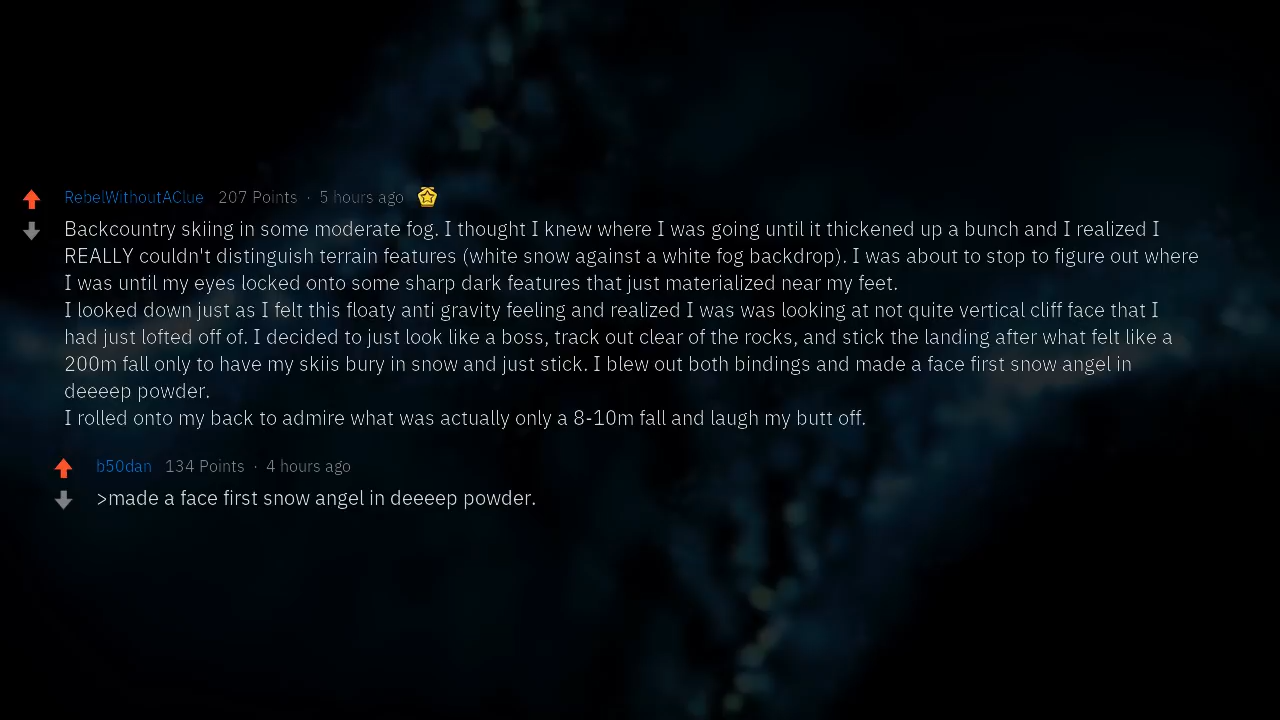 RebelWithoutAClue 207 Points · 5 hours ago
Backcountry skiing in some moderate fog. I thought I knew where I was going until it thickened up a bunch and I realized I
REALLY couldn't distinguish terrain features (white snow against a white fog backdrop). I was about to stop to figure out where
I was until my eyes locked onto some sharp dark features that just materialized near my feet.
I looked down just as I felt this floaty anti gravity feeling and realized I was was looking at not quite vertical cliff face that I
had just lofted off of. I decided to just look like a boss, track out clear of the rocks, and stick the landing after what felt like a
200m fall only to have my skiis bury in snow and just stick. I blew out both bindings and made a face first snow angel in
deeeep powder.
I rolled onto my back to admire what was actually only a 8-10m fall and laugh my butt off.
b50dan 134 Points · 4 hours ago
>made a face first snow angel in deeeep powder.